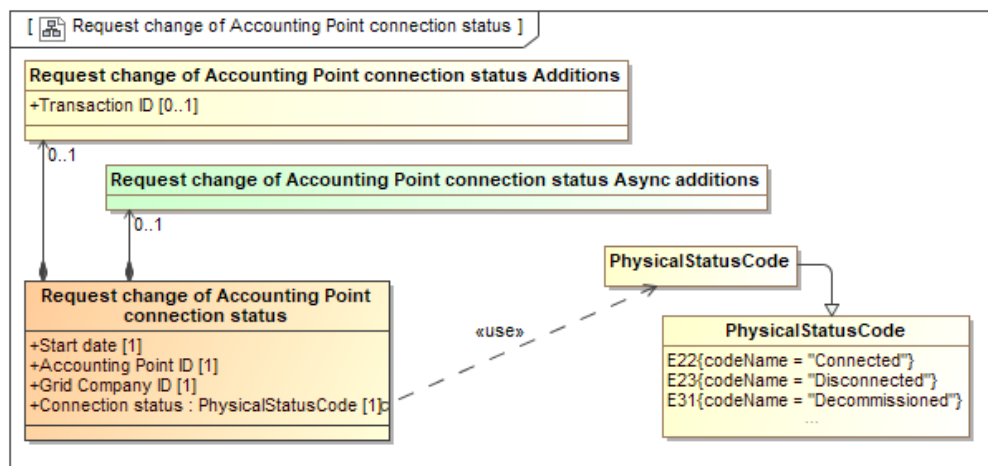 [ Request change of Accounting Point connection status ]
Request change of Accounting Point connection status Additions
+Transaction ID [0..1]
0..1
Request change of Accounting Point connection status Async additions
0..1
PhysicalStatusCode
Request change of Accounting Point
connection status
+Start date [1]
+Accounting Point ID [1]
+Grid Company ID [1]
+Connection status : PhysicalStatusCode [1]
«use»
PhysicalStatusCode
E22{codeName = "Connected"}
E23{codeName = "Disconnected"}
E31{codeName = "Decommissioned"}
...